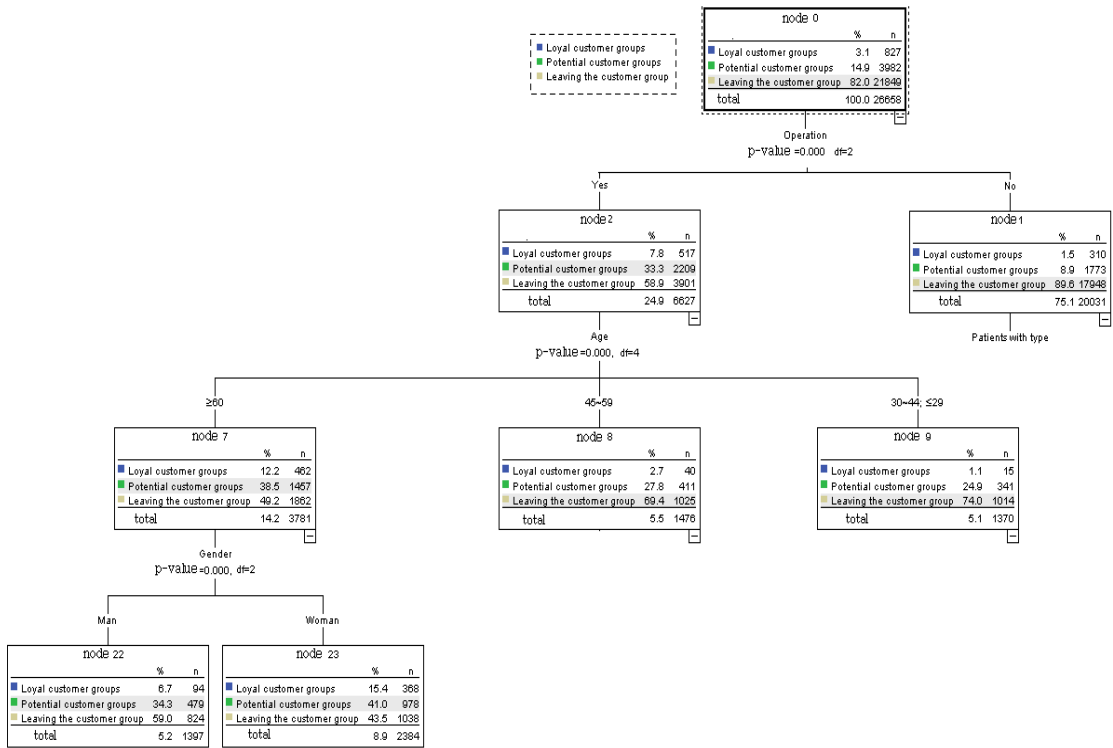 node 0
% n
Loyal customer groups 3.1 827
Potential customer groups 14.9 3982
Leaving the customer group 82.0 21849
total 100.0 26658
Loyal customer groups
Potential customer groups
Leaving the customer group
Operation
p-value =0.000 df=2
Yes
No
node 2
% n
Loyal customer groups 7.8 517
Potential customer groups 33.3 2209
Leaving the customer group 58.9 3901
total 24.9 6627
node 1
% n
Loyal customer groups 1.5 310
Potential customer groups 8.9 1773
Leaving the customer group 89.6 17948
total 75.1 20031
Age
p-value=0.000, df=4
Patients with type
≥60
45~59
30~44; ≤29
node 7
% n
Loyal customer groups 12.2 462
Potential customer groups 38.5 1457
Leaving the customer group 49.2 1862
total 14.2 3781
node 8
% n
Loyal customer groups 2.7 40
Potential customer groups 27.8 411
Leaving the customer group 69.4 1025
total 5.5 1476
node 9
% n
Loyal customer groups 1.1 15
Potential customer groups 24.9 341
Leaving the customer group 74.0 1014
total 5.1 1370
Gender
p-value=0.000, df=2
Man
Woman
node 22
% n
Loyal customer groups 6.7 94
Potential customer groups 34.3 479
Leaving the customer group 59.0 824
total 5.2 1397
node 23
% n
Loyal customer groups 15.4 368
Potential customer groups 41.0 978
Leaving the customer group 43.5 1038
total 8.9 2384